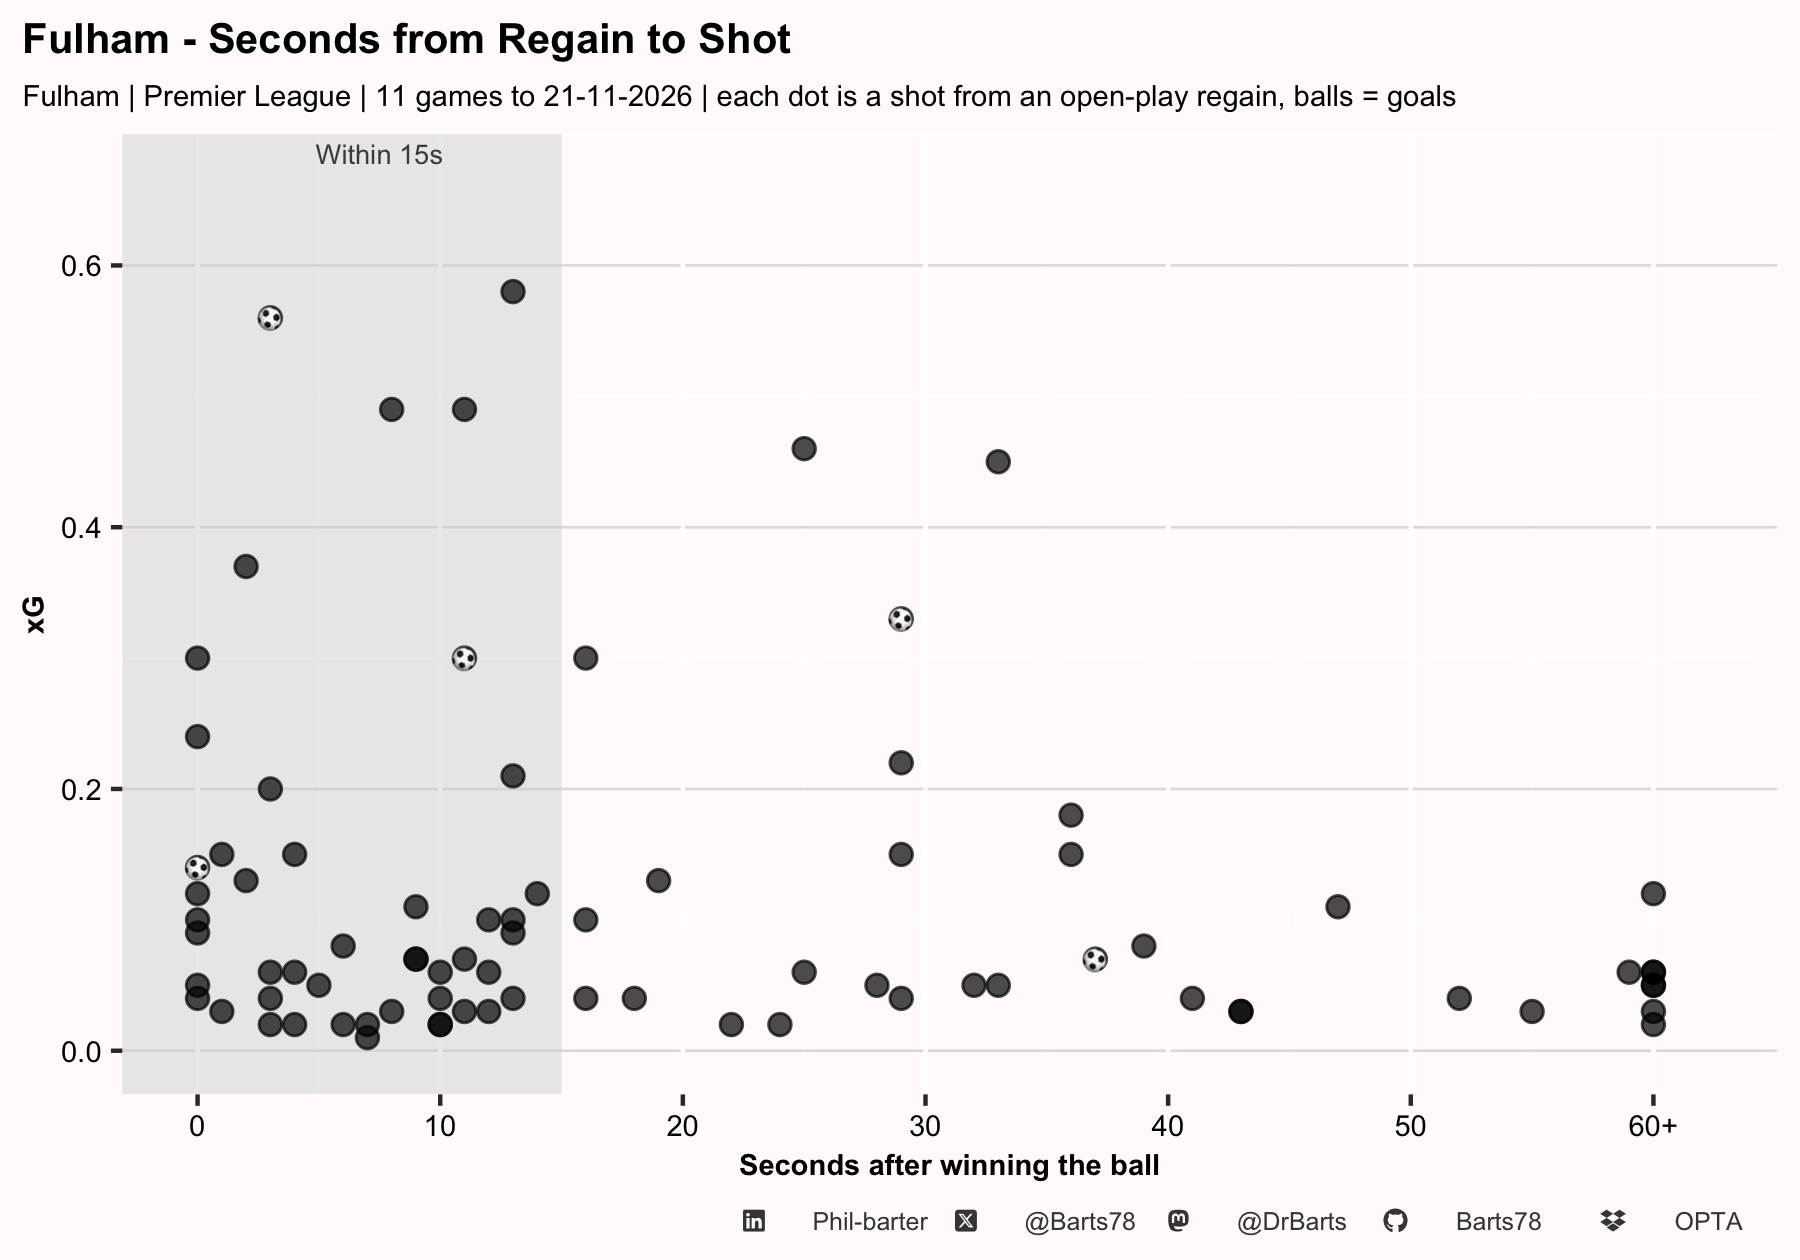 Fulham - Seconds from Regain to Shot
Fulham | Premier League | 11 games to 21-11-2026 | each dot is a shot from an open-play regain, balls = goals
Within 15s
0.6
0.4
0.2
0.0
xG
0 10 20 30 40 50 60+
Seconds after winning the ball
Phil-barter @Barts78 @DrBarts Barts78 OPTA